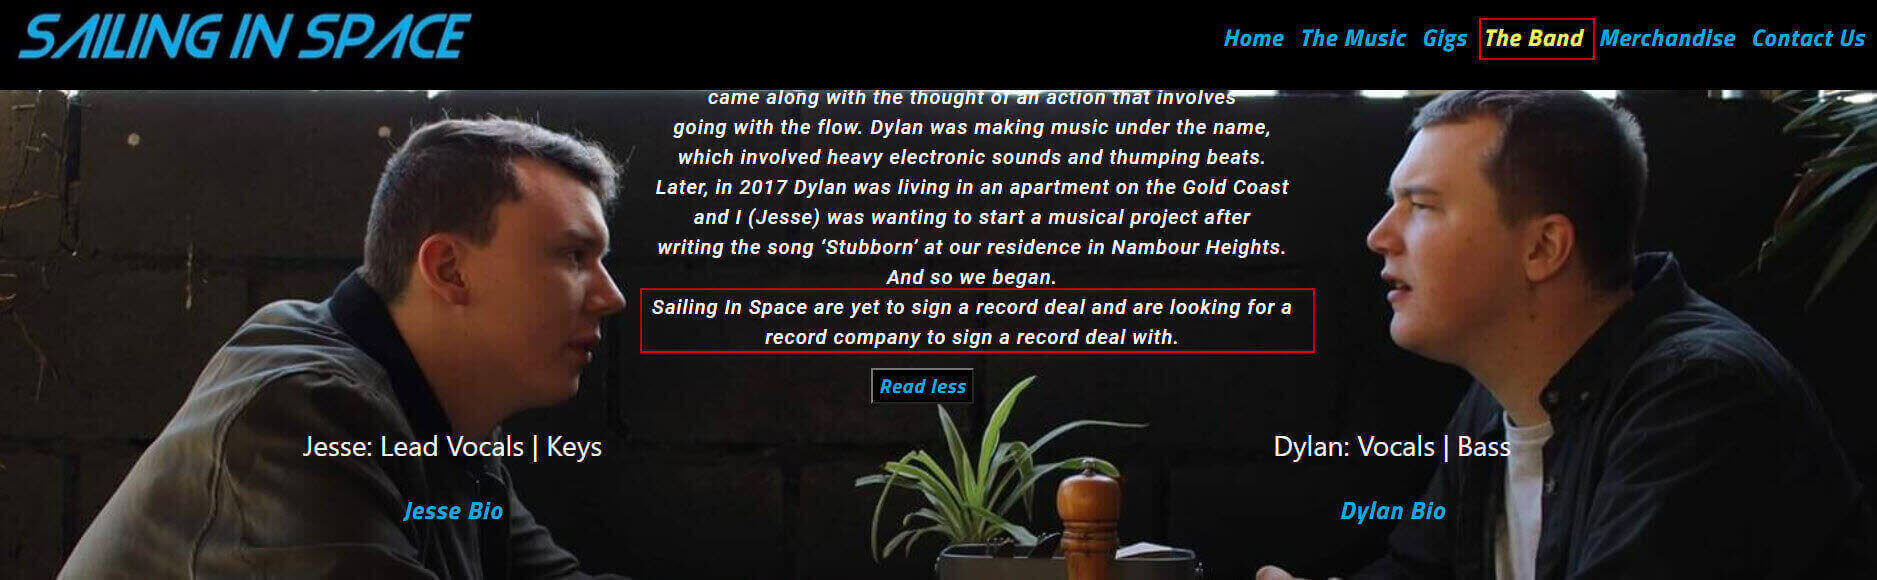 SAILING IN SPACE
Home The Music Gigs The Band Merchandise Contact Us
came along with the thought of an action that involves
going with the flow. Dylan was making music under the name,
which involved heavy electronic sounds and thumping beats.
Later, in 2017 Dylan was living in an apartment on the Gold Coast
and I (Jesse) was wanting to start a musical project after
writing the song ‘Stubborn’ at our residence in Nambour Heights.
And so we began.
Sailing In Space are yet to sign a record deal and are looking for a
record company to sign a record deal with.
Read less
Jesse: Lead Vocals | Keys
Dylan: Vocals | Bass
Jesse Bio
Dylan Bio